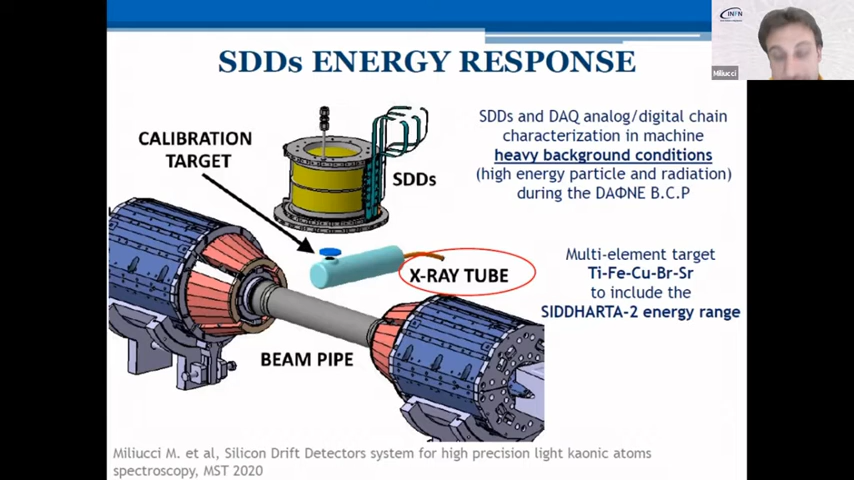 INFN
Miliucci
SDDs ENERGY RESPONSE
CALIBRATION
TARGET
SDDs
X-RAY TUBE
BEAM PIPE
SDDs and DAQ analog/digital chain
characterization in machine
heavy background conditions
(high energy particle and radiation)
during the DAΦNE B.C.P
Multi-element target
Ti-Fe-Cu-Br-Sr
to include the
SIDDHARTA-2 energy range
Miliucci M. et al, Silicon Drift Detectors system for high precision light kaonic atoms
spectroscopy, MST 2020